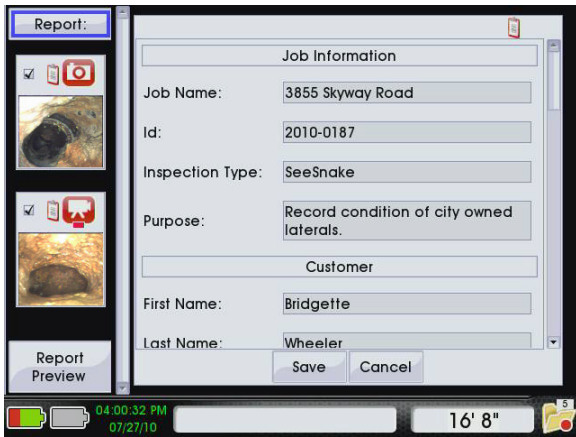 Report:
Job Information
Job Name: 3855 Skyway Road
Id: 2010-0187
Inspection Type: SeeSnake
Purpose: Record condition of city owned
laterals.
Customer
First Name: Bridgette
Last Name: Wheeler
Report
Preview
Save Cancel
04:00:32 PM
07/27/10
16' 8"
5